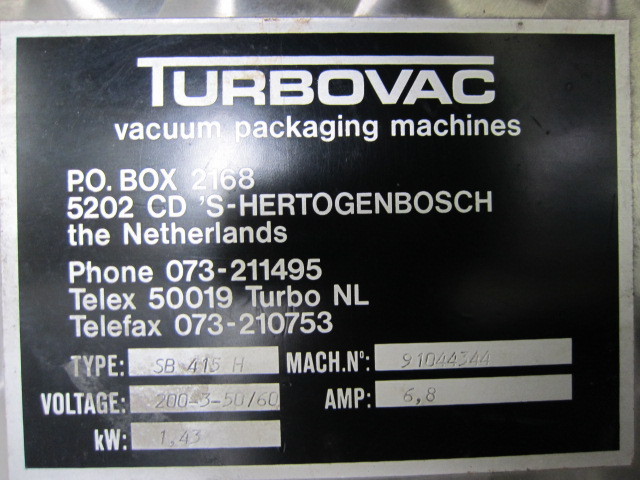 TURBOVAC
vacuum packaging machines
P.O. BOX 2168
5202 CD 'S-HERTOGENBOSCH
the Netherlands
Phone 073-211495
Telex 50019 Turbo NL
Telefax 073-210753
TYPE: SB 415 H MACH.Nº: 91044344
VOLTAGE: 200-3-50/60 AMP: 6,8
kW: 1,43